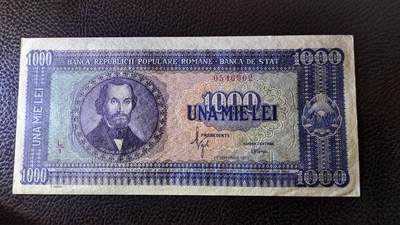 1000 BANCA REPUBLICII POPULARE ROMÂNE - BANCA DE STAT 1000
0546902
1000
UNA MIE LEI
UNA MIE LEI
PREȘEDINTE
1000 1000